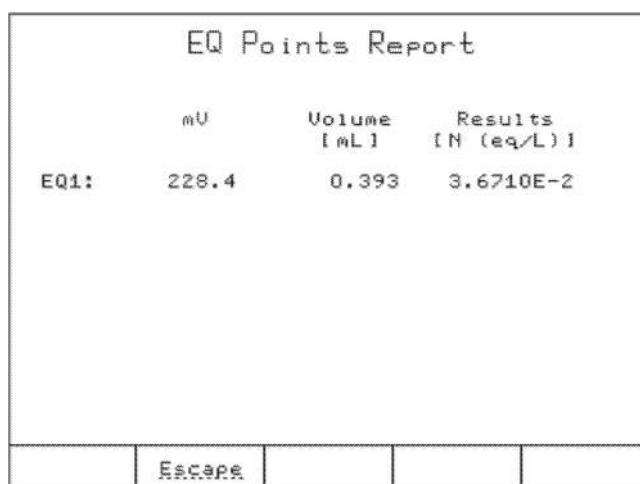 EQ Points Report
mV Volume Results
[mL] [N (eq/L)]
EQ1: 228.4 0.393 3.6710E-2
Escape